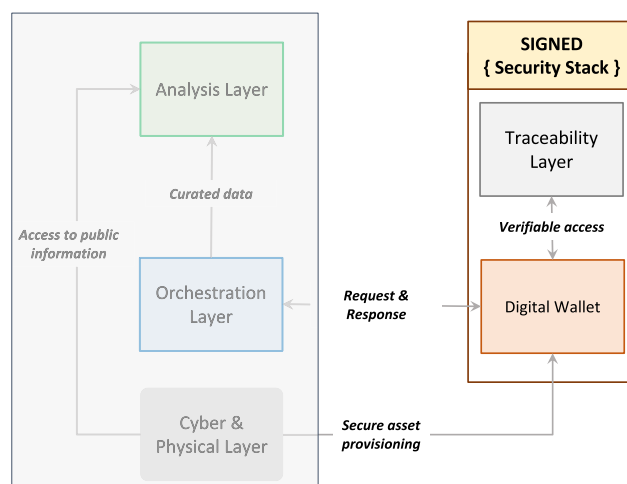 SIGNED
{ Security Stack }
Analysis Layer
Traceability
Layer
Curated data
Verifiable access
Access to public
information
Orchestration
Layer
Request &
Response
Digital Wallet
Cyber &
Physical Layer
Secure asset
provisioning